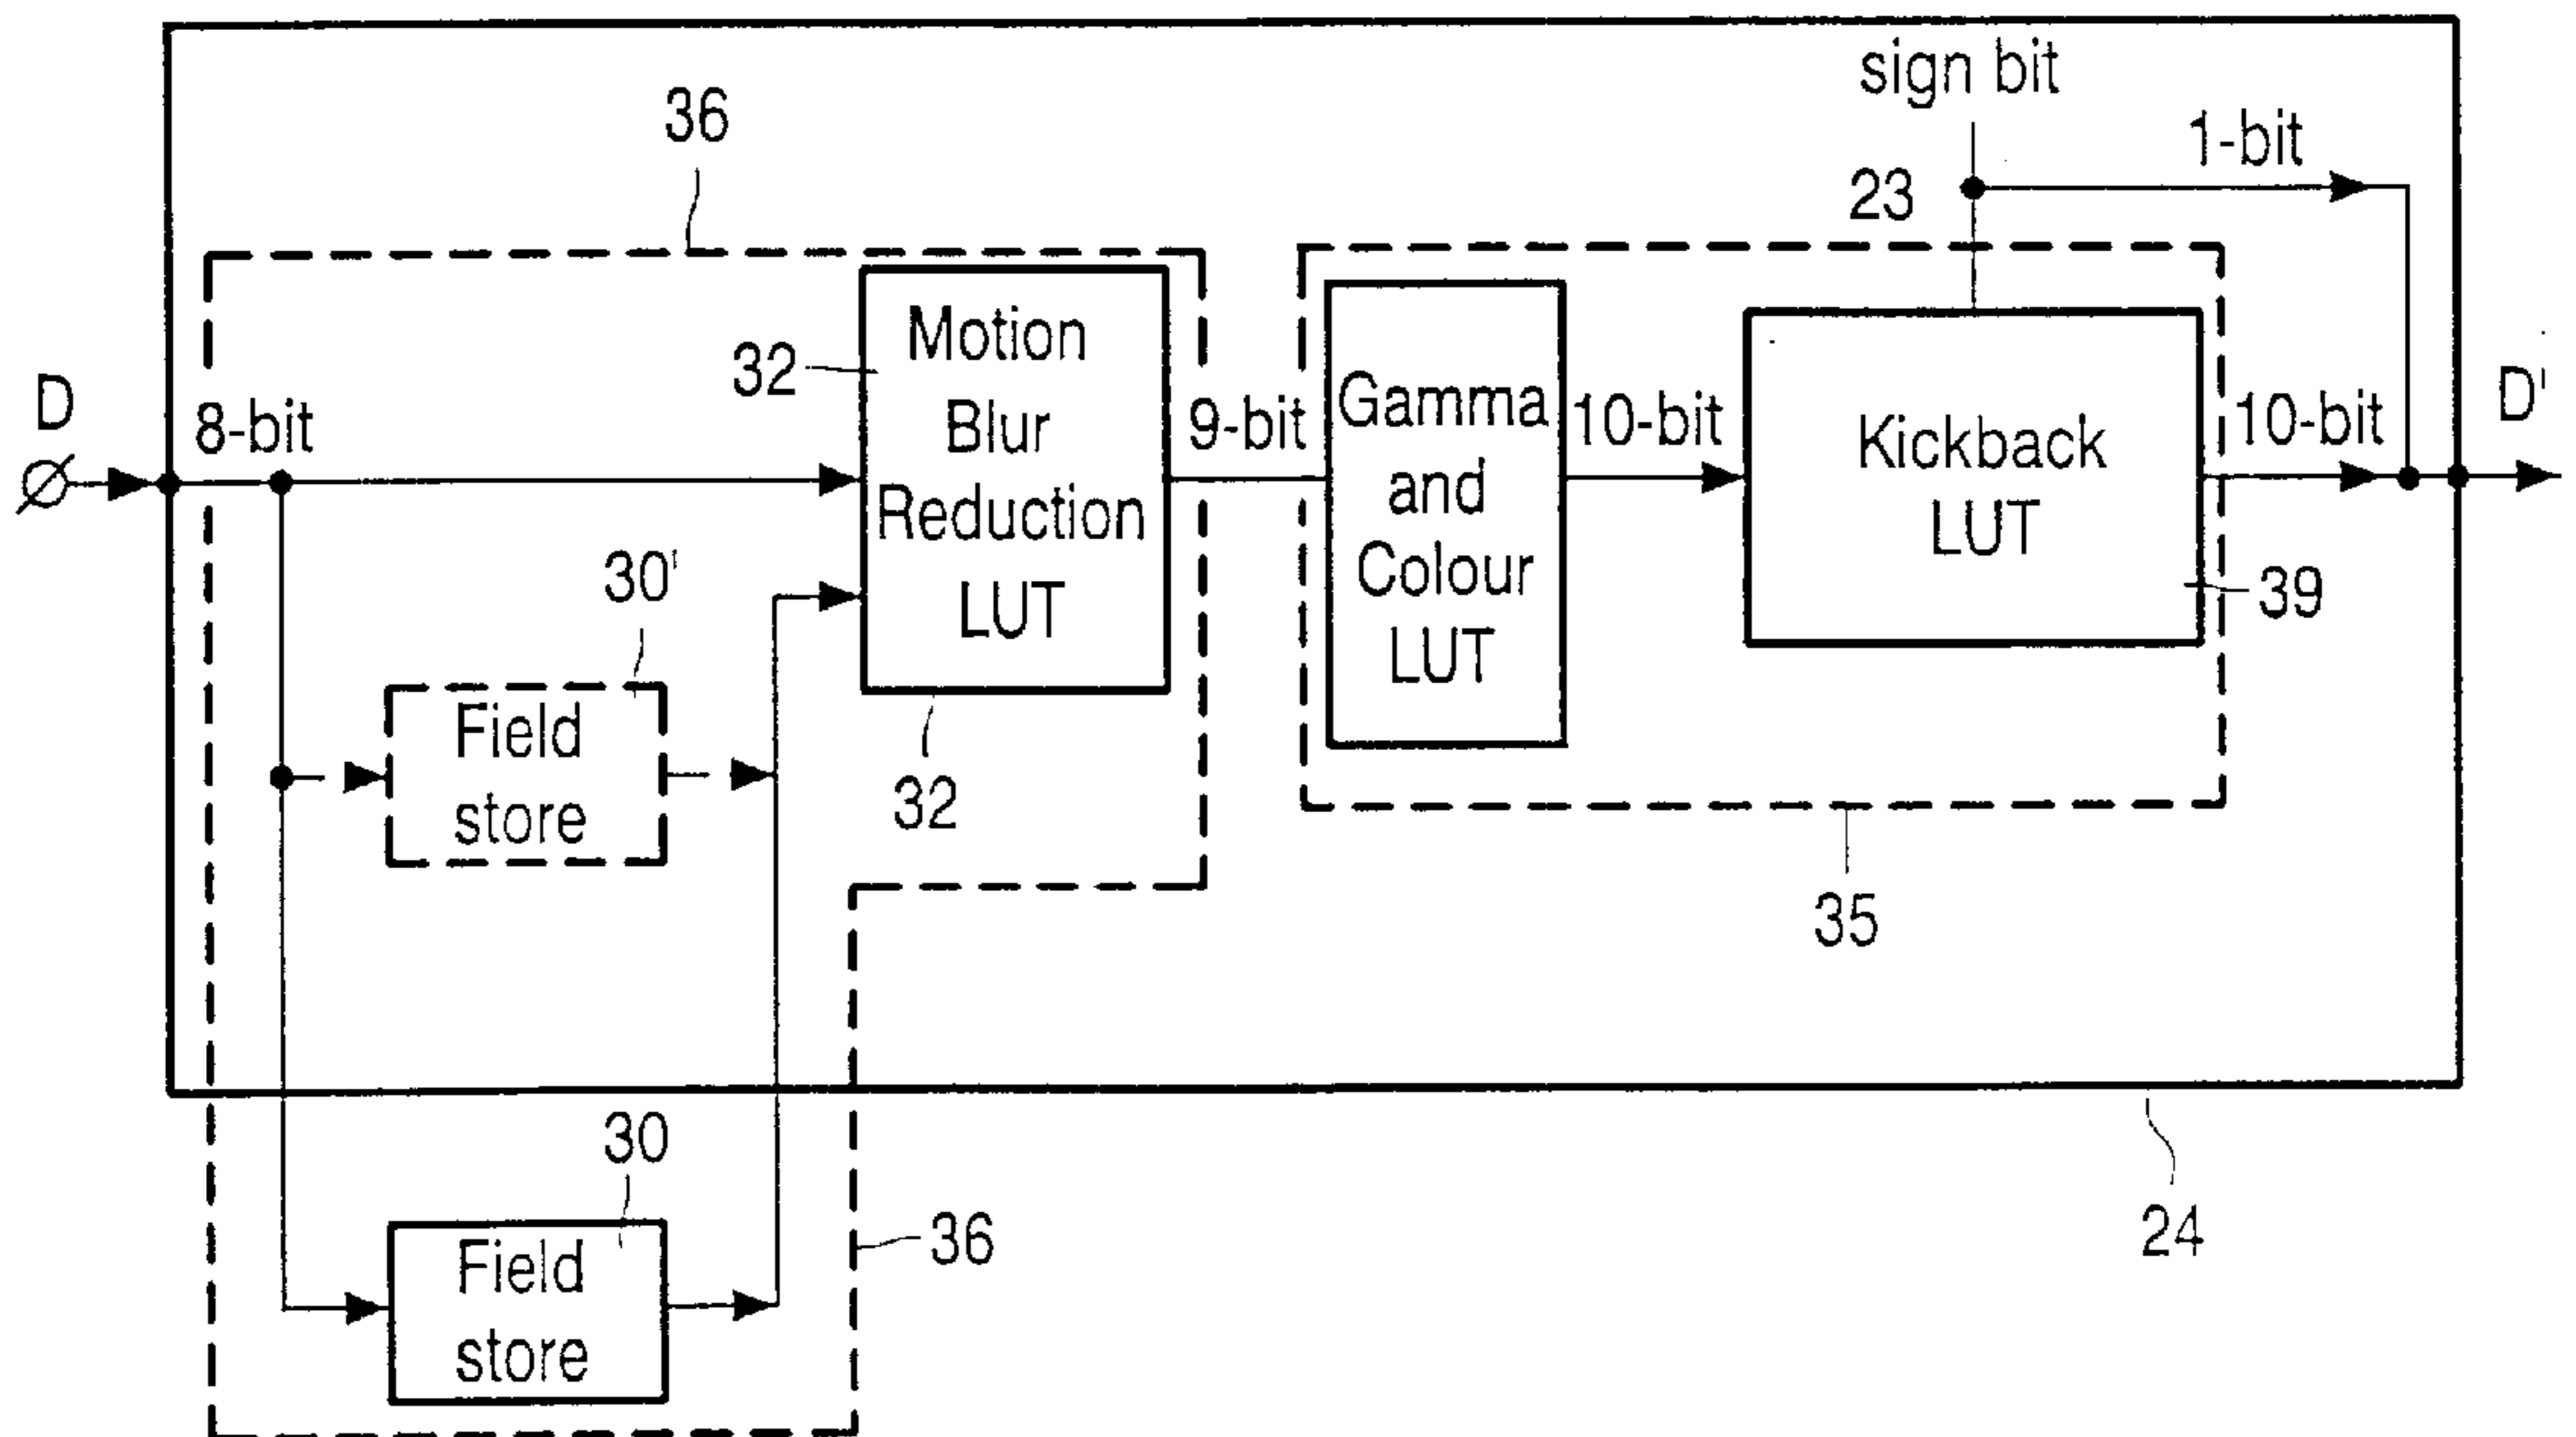 sign bit
1-bit
36
23
D
8-bit
32
Motion
Blur
Reduction
LUT
9-bit
Gamma
and
Colour
LUT
10-bit
Kickback
LUT
10-bit
D'
39
30'
Field
store
32
35
30
Field
store
36
24